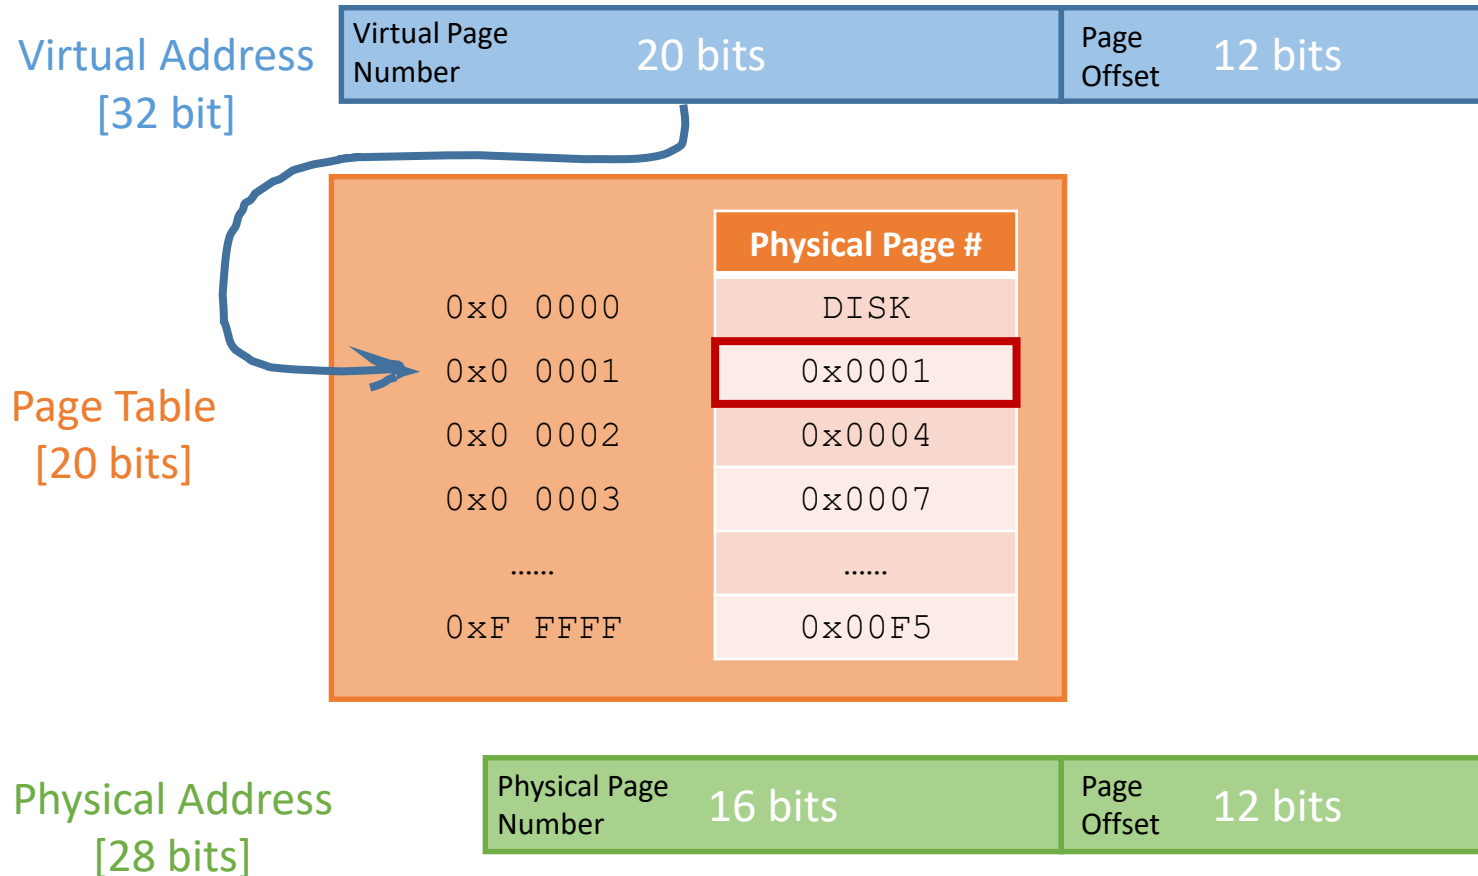 Virtual Address
[32 bit]
Virtual Page
Number
20 bits
Page
Offset
12 bits
Page Table
[20 bits]
Physical Page #
0x0 0000 DISK
0x0 0001 0x0001
0x0 0002 0x0004
0x0 0003 0x0007
...... ......
0xF FFFF 0x00F5
Physical Address
[28 bits]
Physical Page
Number
16 bits
Page
Offset
12 bits